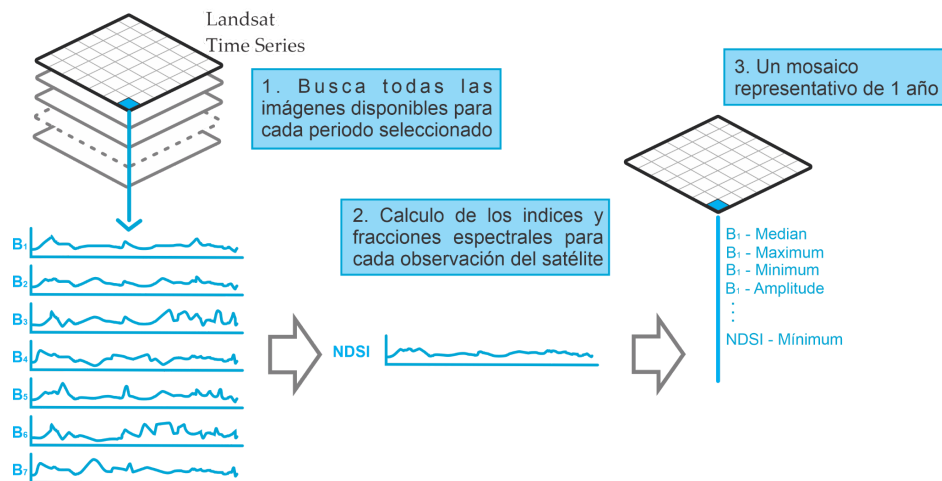 Landsat
Time Series
1. Busca todas las
imágenes disponibles para
cada periodo seleccionado
3. Un mosaico
representativo de 1 año
2. Calculo de los indices y
fracciones espectrales para
cada observación del satélite
B1
B2
B3
B4
B5
B6
B7
NDSI
B1 - Median
B1 - Maximum
B1 - Minimum
B1 - Amplitude
NDSI - Mínimum